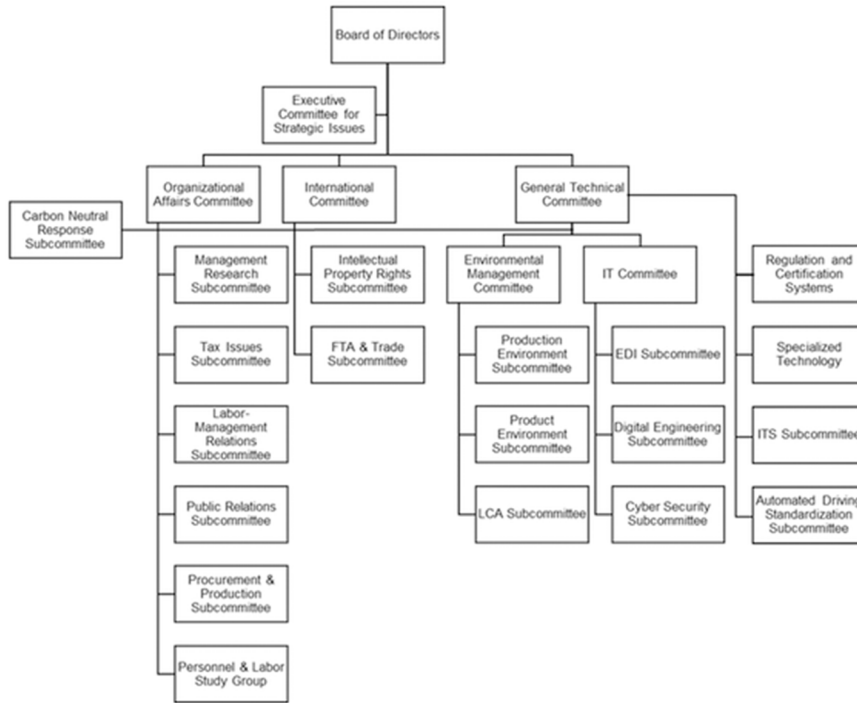 Board of Directors
Executive
Committee for
Strategic Issues
Organizational
Affairs Committee
International
Committee
General Technical
Committee
Carbon Neutral
Response
Subcommittee
Management
Research
Subcommittee
Intellectual
Property Rights
Subcommittee
Environmental
Management
Committee
IT Committee
Regulation and
Certification
Systems
Tax Issues
Subcommittee
FTA & Trade
Subcommittee
Production
Environment
Subcommittee
EDI Subcommittee
Specialized
Technology
Labor-
Management
Relations
Subcommittee
Product
Environment
Subcommittee
Digital Engineering
Subcommittee
ITS Subcommittee
Public Relations
Subcommittee
LCA Subcommittee
Cyber Security
Subcommittee
Automated Driving
Standardization
Subcommittee
Procurement &
Production
Subcommittee
Personnel & Labor
Study Group